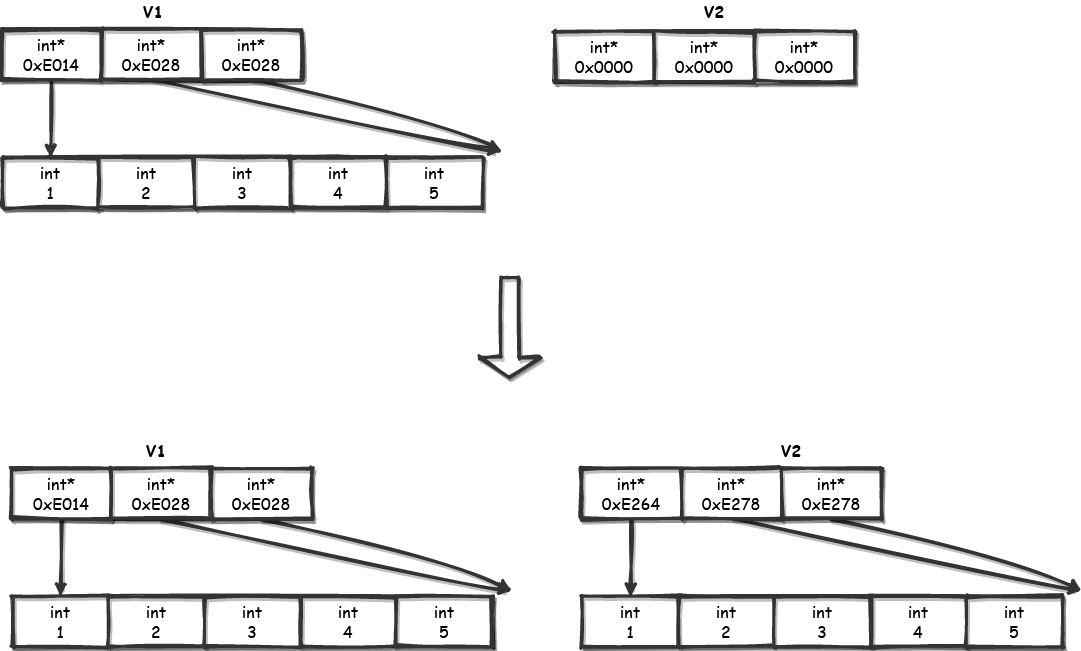 V1
V2
int* int* int*
0xE014 0xE028 0xE028
int* int* int*
0x0000 0x0000 0x0000
int int int int int
1 2 3 4 5
V1
V2
int* int* int*
0xE014 0xE028 0xE028
int* int* int*
0xE264 0xE278 0xE278
int int int int int
1 2 3 4 5
int int int int int
1 2 3 4 5